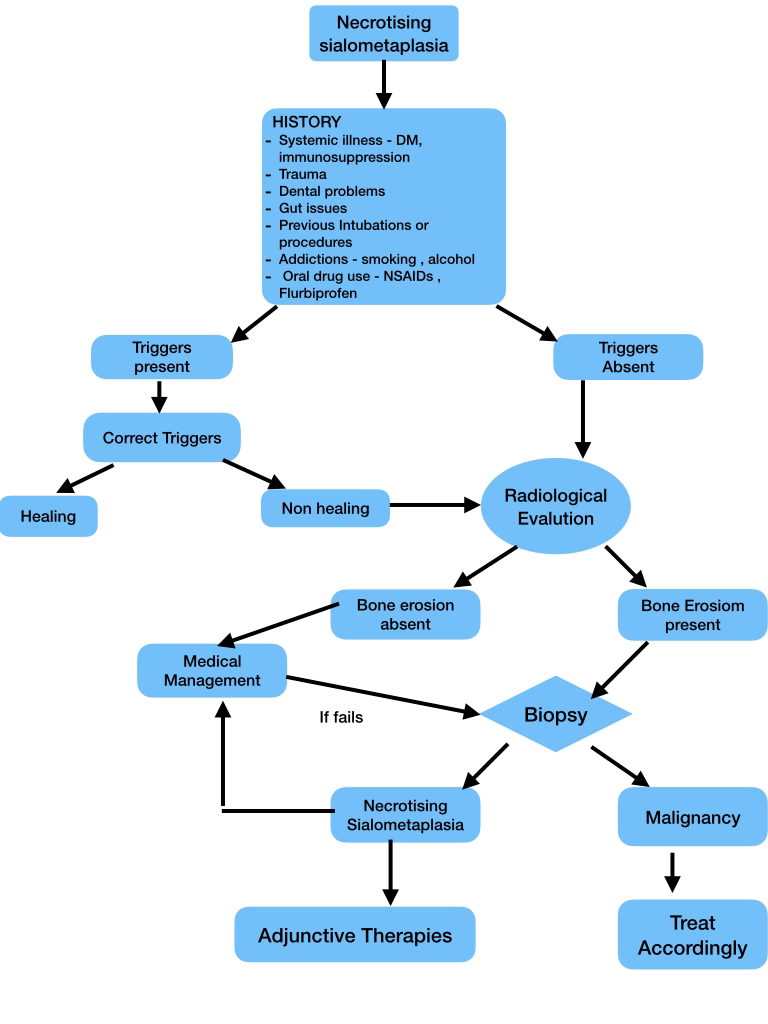 Necrotising
sialometaplasia
HISTORY
- Systemic illness - DM,
immunosuppression
- Trauma
- Dental problems
- Gut issues
- Previous Intubations or
procedures
- Addictions - smoking , alcohol
- Oral drug use - NSAIDs ,
Flurbiprofen
Triggers
present
Triggers
Absent
Correct Triggers
Healing
Non healing
Radiological
Evalution
Bone erosion
absent
Bone Erosiom
present
Medical
Management
If fails
Biopsy
Necrotising
Sialometaplasia
Malignancy
Adjunctive Therapies
Treat
Accordingly